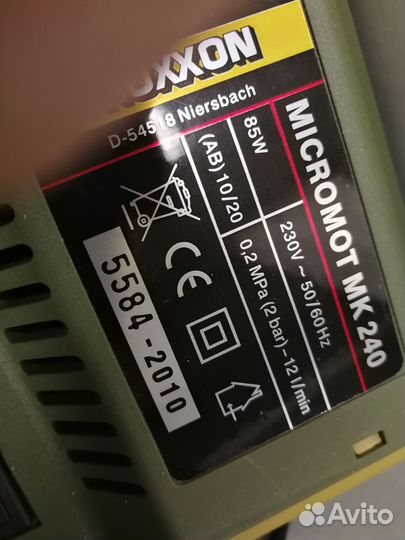 D-54518 Niersbach
MICROMOT MK 240
85W
230V ~ 50/60Hz
(AB) 10/20
0.2 MPa (2 bar) – 12 l/min
CE
5584-2010
Avito